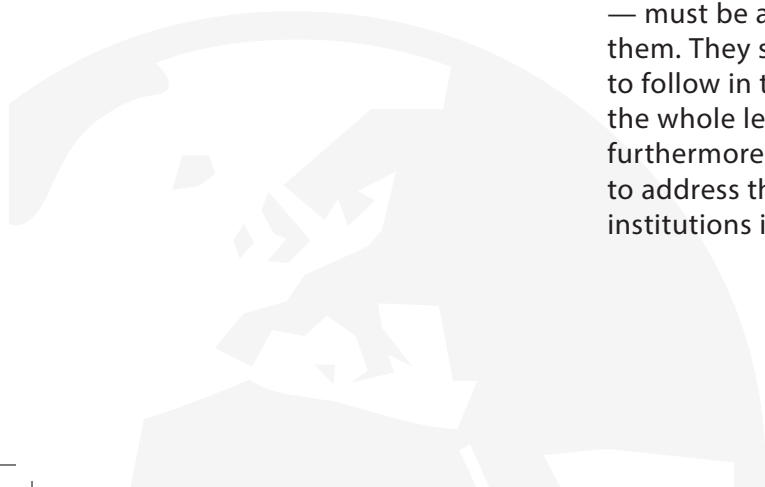 — must be a
them. They s
to follow in t
the whole le
furthermore
to address th
institutions i